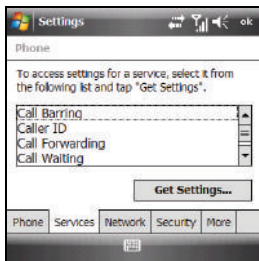 Settings
ok
Phone
To access settings for a service, select it from
the following list and tap "Get Settings".
Call Barring
Caller ID
Call Forwarding
Call Waiting
Get Settings...
Phone Services Network Security More